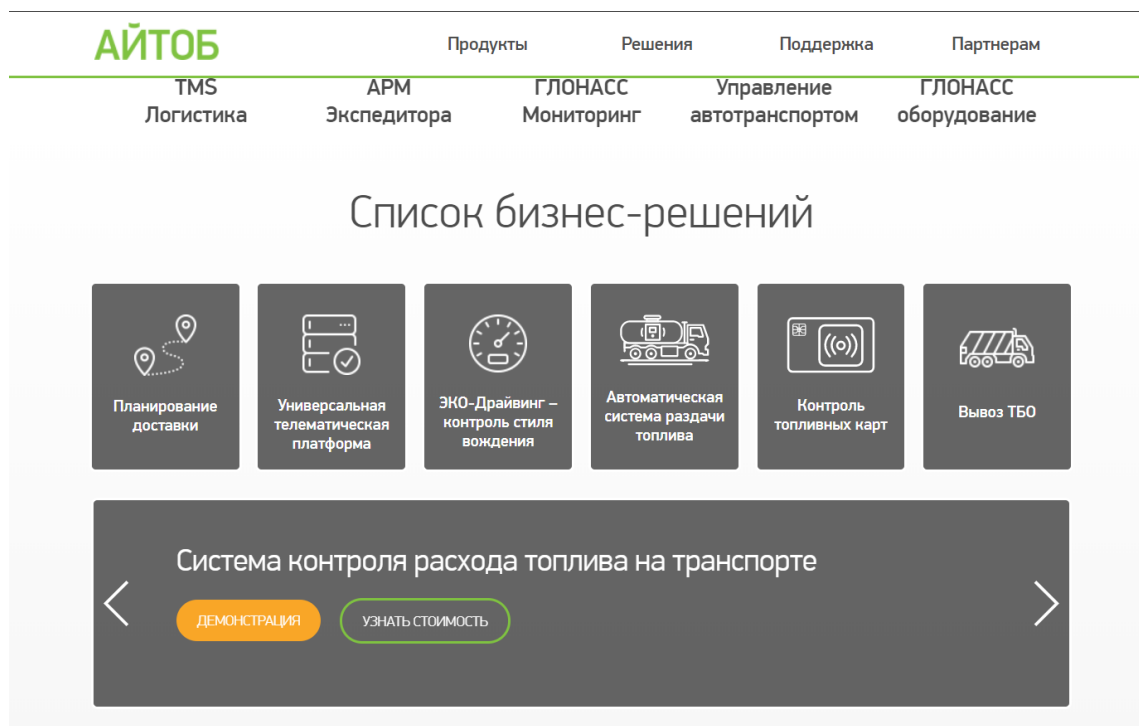 АЙТОБ Продукты Решения Поддержка Партнерам
TMS
Логистика
АРМ
Экспедитора
ГЛОНАСС
Мониторинг
Управление
автотранспортом
ГЛОНАСС
оборудование
Список бизнес-решений
Планирование
доставки
Универсальная
телематическая
платформа
ЭКО-Драйвинг –
контроль стиля
вождения
Автоматическая
система раздачи
топлива
Контроль
топливных карт
Вывоз ТБО
Система контроля расхода топлива на транспорте
ДЕМОНСТРАЦИЯ
УЗНАТЬ СТОИМОСТЬ